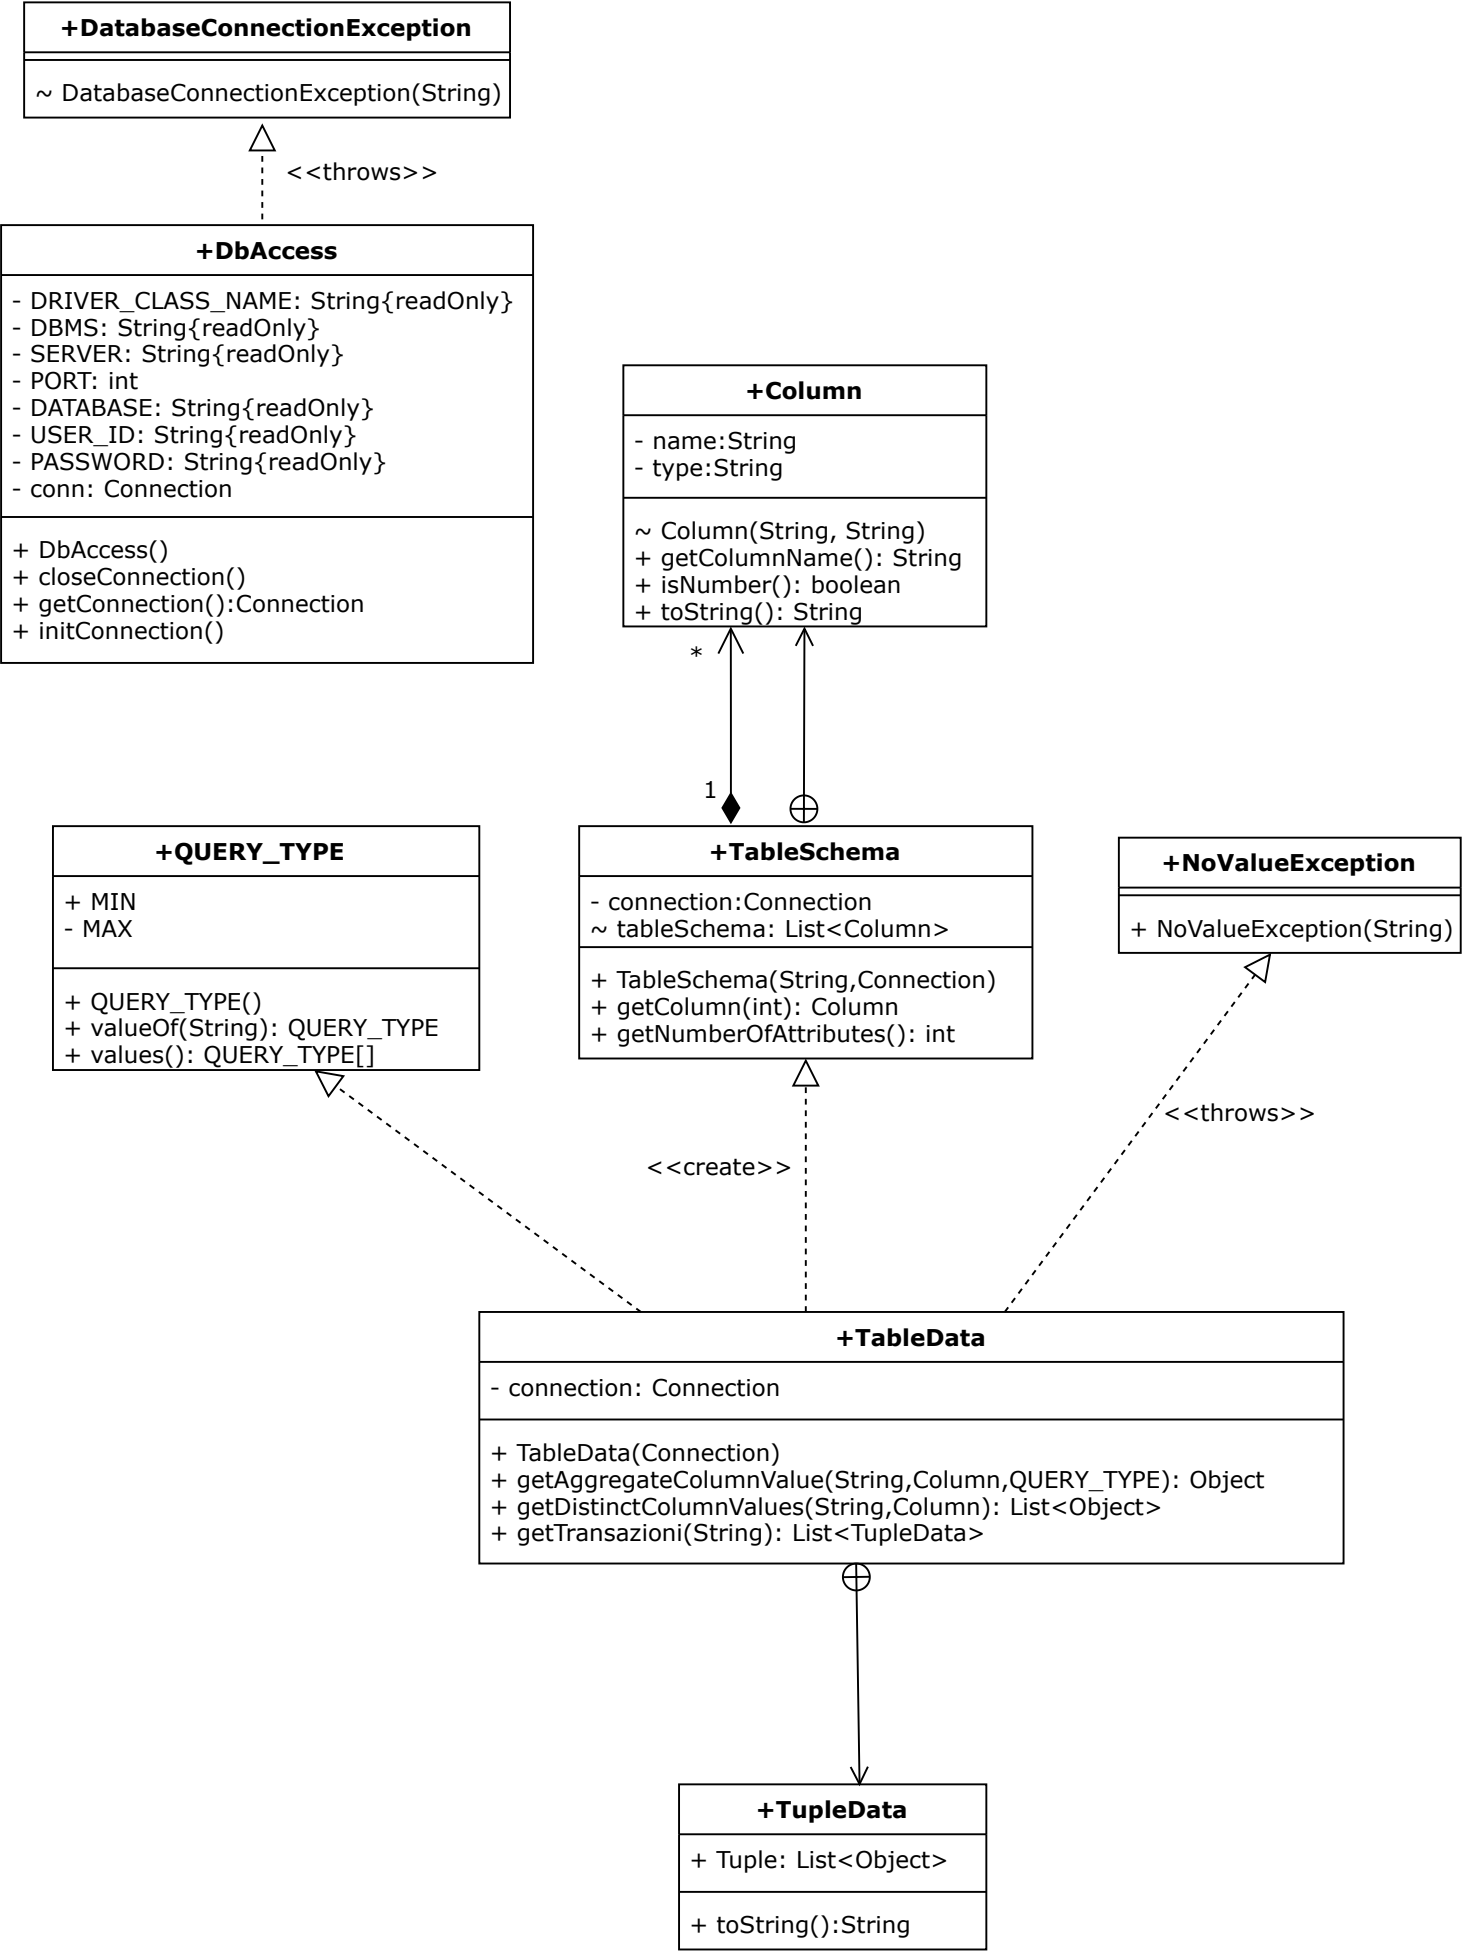 +DatabaseConnectionException
~ DatabaseConnectionException(String)
<<throws>>
+DbAccess
- DRIVER_CLASS_NAME: String{readOnly}
- DBMS: String{readOnly}
- SERVER: String{readOnly}
- PORT: int
- DATABASE: String{readOnly}
- USER_ID: String{readOnly}
- PASSWORD: String{readOnly}
- conn: Connection
+ DbAccess()
+ closeConnection()
+ getConnection():Connection
+ initConnection()
+Column
- name:String
- type:String
~ Column(String, String)
+ getColumnName(): String
+ isNumber(): boolean
+ toString(): String
*
1
+QUERY_TYPE
+ MIN
- MAX
+ QUERY_TYPE()
+ valueOf(String): QUERY_TYPE
+ values(): QUERY_TYPE[]
+TableSchema
- connection:Connection
~ tableSchema: List<Column>
+ TableSchema(String,Connection)
+ getColumn(int): Column
+ getNumberOfAttributes(): int
+NoValueException
+ NoValueException(String)
<<throws>>
<<create>>
+TableData
- connection: Connection
+ TableData(Connection)
+ getAggregateColumnValue(String,Column,QUERY_TYPE): Object
+ getDistinctColumnValues(String,Column): List<Object>
+ getTransazioni(String): List<TupleData>
+TupleData
+ Tuple: List<Object>
+ toString():String